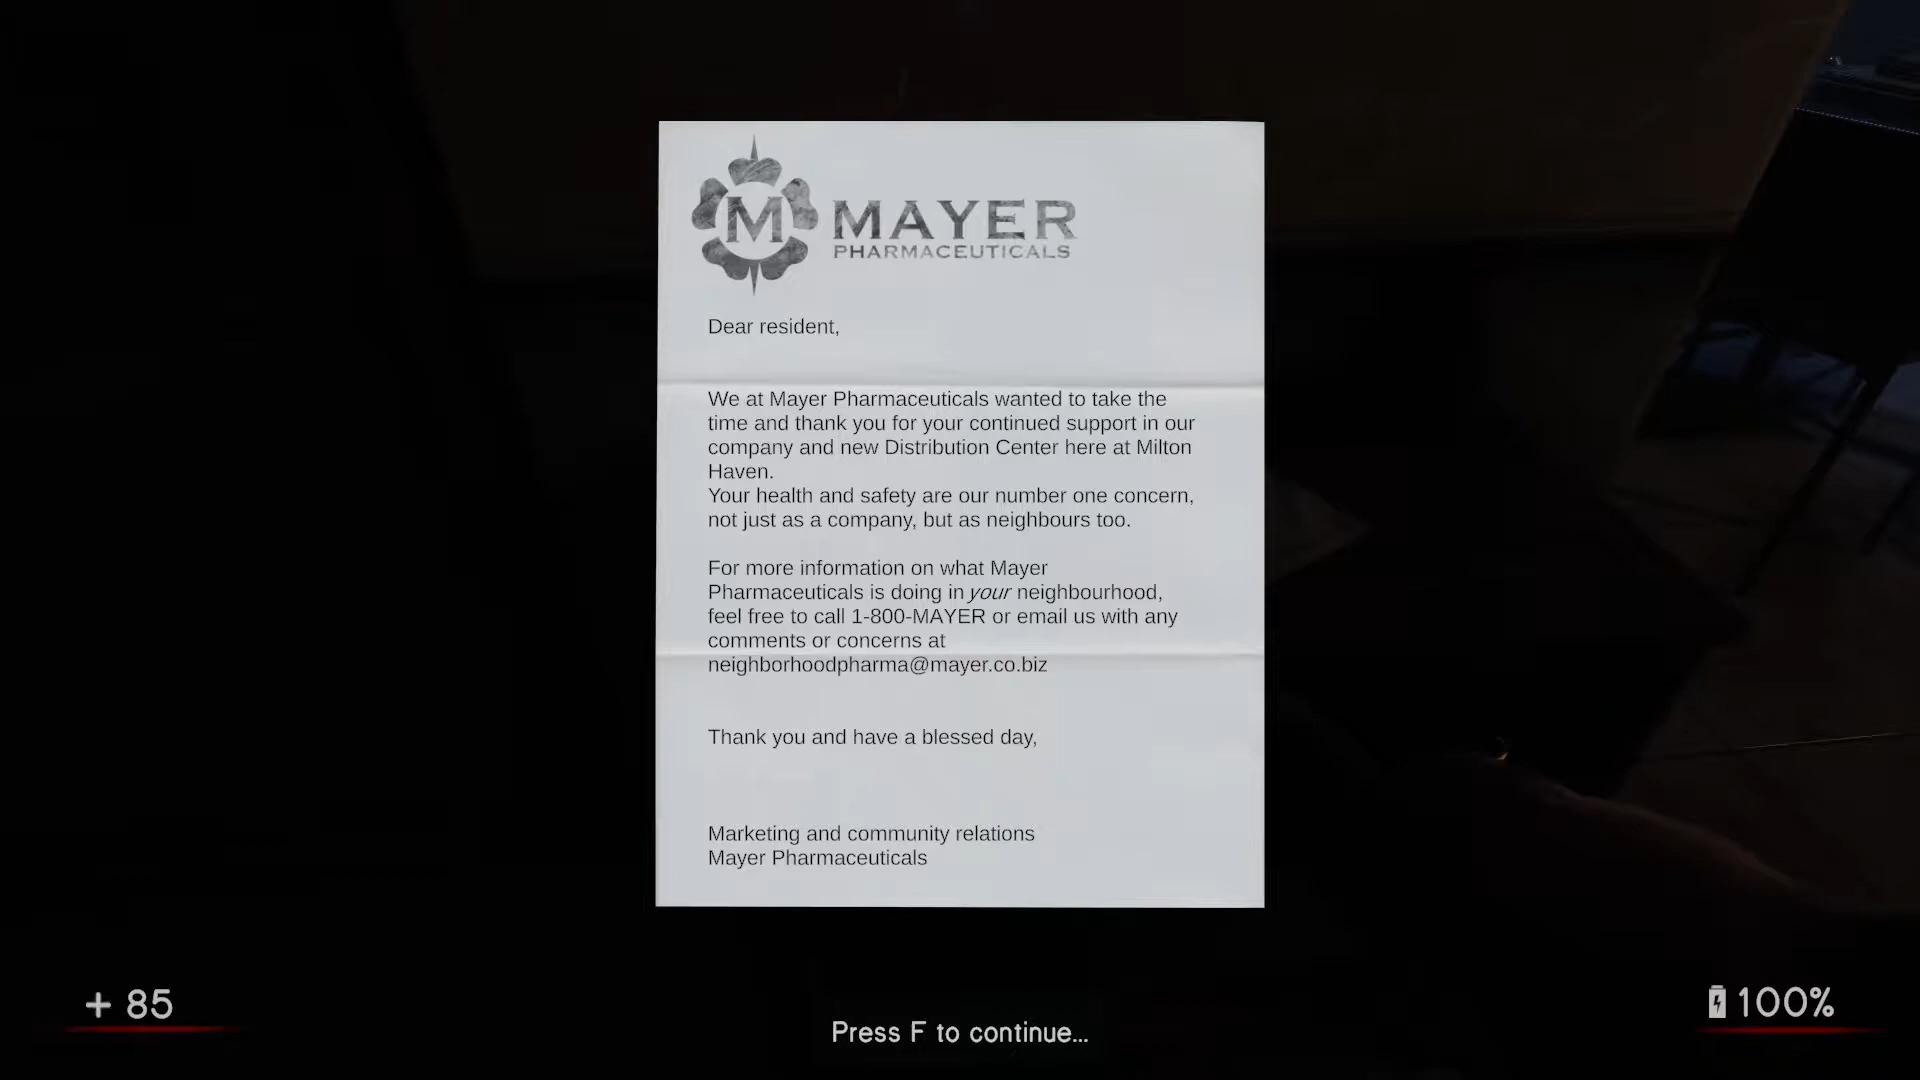 M MAYER
PHARMACEUTICALS
Dear resident,
We at Mayer Pharmaceuticals wanted to take the
time and thank you for your continued support in our
company and new Distribution Center here at Milton
Haven.
Your health and safety are our number one concern,
not just as a company, but as neighbours too.
For more information on what Mayer
Pharmaceuticals is doing in your neighbourhood,
feel free to call 1-800-MAYER or email us with any
comments or concerns at
neighborhoodpharma@mayer.co.biz
Thank you and have a blessed day,
Marketing and community relations
Mayer Pharmaceuticals
+ 85
100%
Press F to continue...